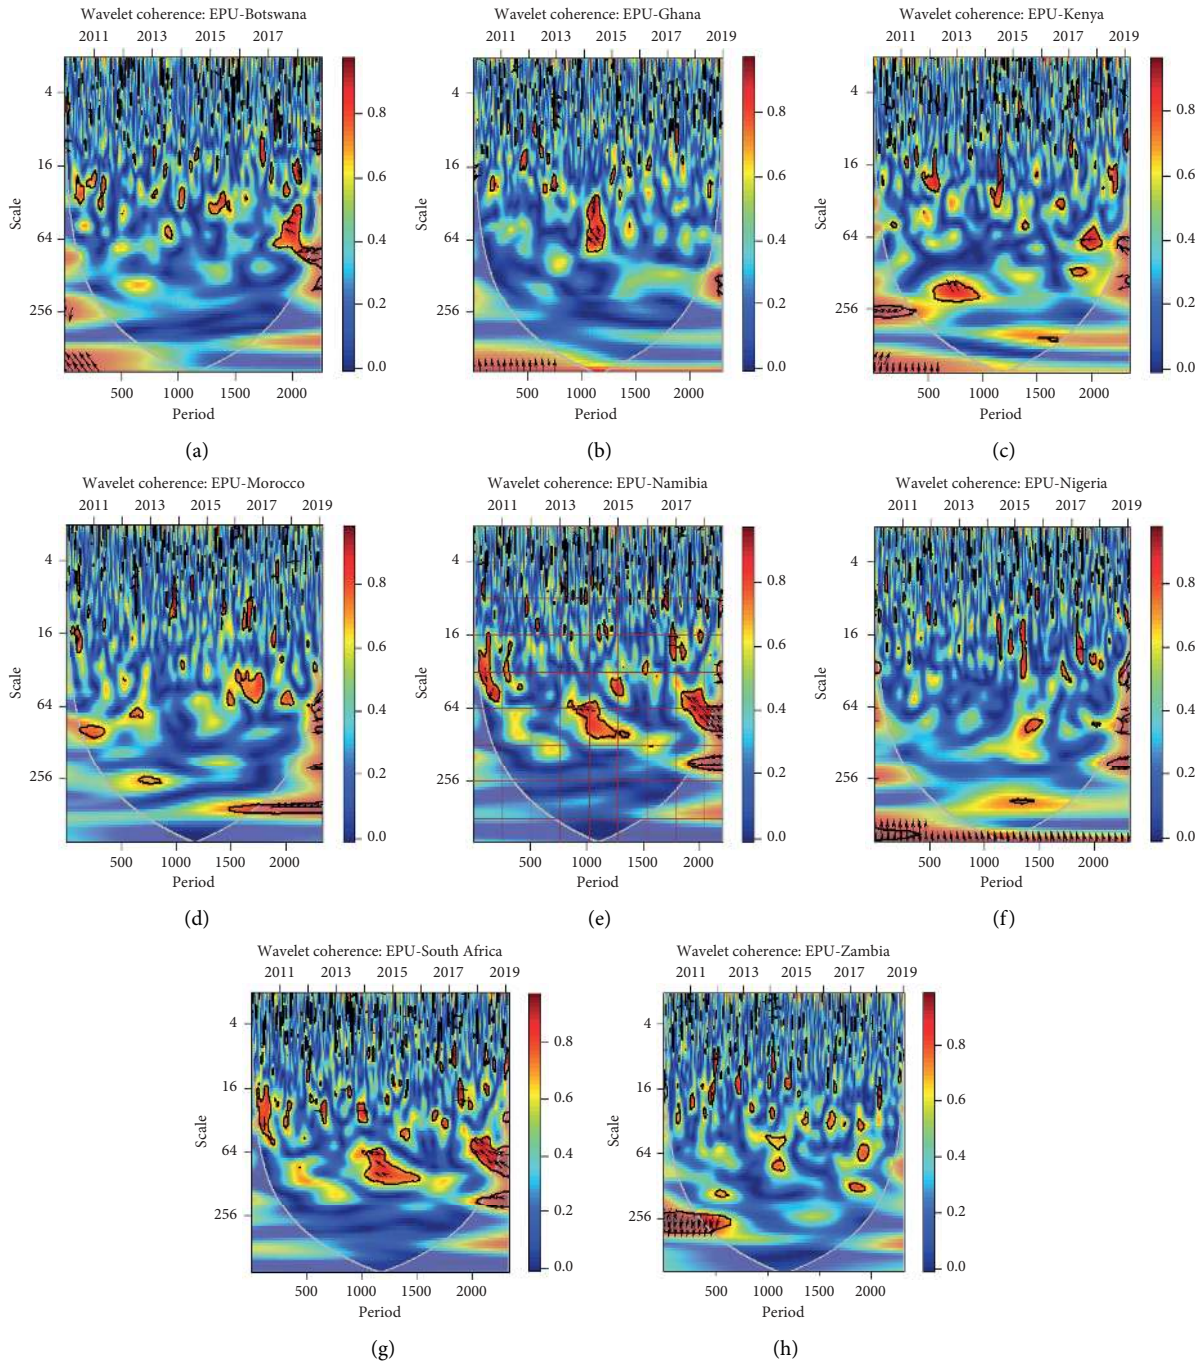 Wavelet coherence: EPU-Botswana
2011 2013 2015 2017
Scale
4
16
64
256
500 1000 1500 2000
Period
0.8
0.6
0.4
0.2
0.0
(a)
Wavelet coherence: EPU-Ghana
2011 2013 2015 2017 2019
Scale
4
16
64
256
500 1000 1500 2000
Period
0.8
0.6
0.4
0.2
0.0
(b)
Wavelet coherence: EPU-Kenya
2011 2013 2015 2017 2019
Scale
4
16
64
256
500 1000 1500 2000
Period
0.8
0.6
0.4
0.2
0.0
(c)
Wavelet coherence: EPU-Morocco
2011 2013 2015 2017 2019
Scale
4
16
64
256
500 1000 1500 2000
Period
0.8
0.6
0.4
0.2
0.0
(d)
Wavelet coherence: EPU-Namibia
2011 2013 2015 2017
Scale
4
16
64
256
500 1000 1500 2000
Period
0.8
0.6
0.4
0.2
0.0
(e)
Wavelet coherence: EPU-Nigeria
2011 2013 2015 2017 2019
Scale
4
16
64
256
500 1000 1500 2000
Period
0.8
0.6
0.4
0.2
0.0
(f)
Wavelet coherence: EPU-South Africa
2011 2013 2015 2017 2019
Scale
4
16
64
256
500 1000 1500 2000
Period
0.8
0.6
0.4
0.2
0.0
(g)
Wavelet coherence: EPU-Zambia
2011 2013 2015 2017 2019
Scale
4
16
64
256
500 1000 1500 2000
Period
0.8
0.6
0.4
0.2
0.0
(h)